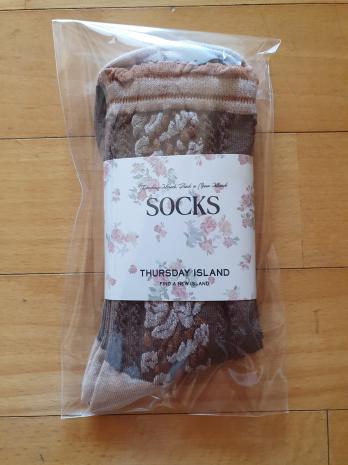 SOCKS
THURSDAY ISLAND
FIND A NEW ISLAND